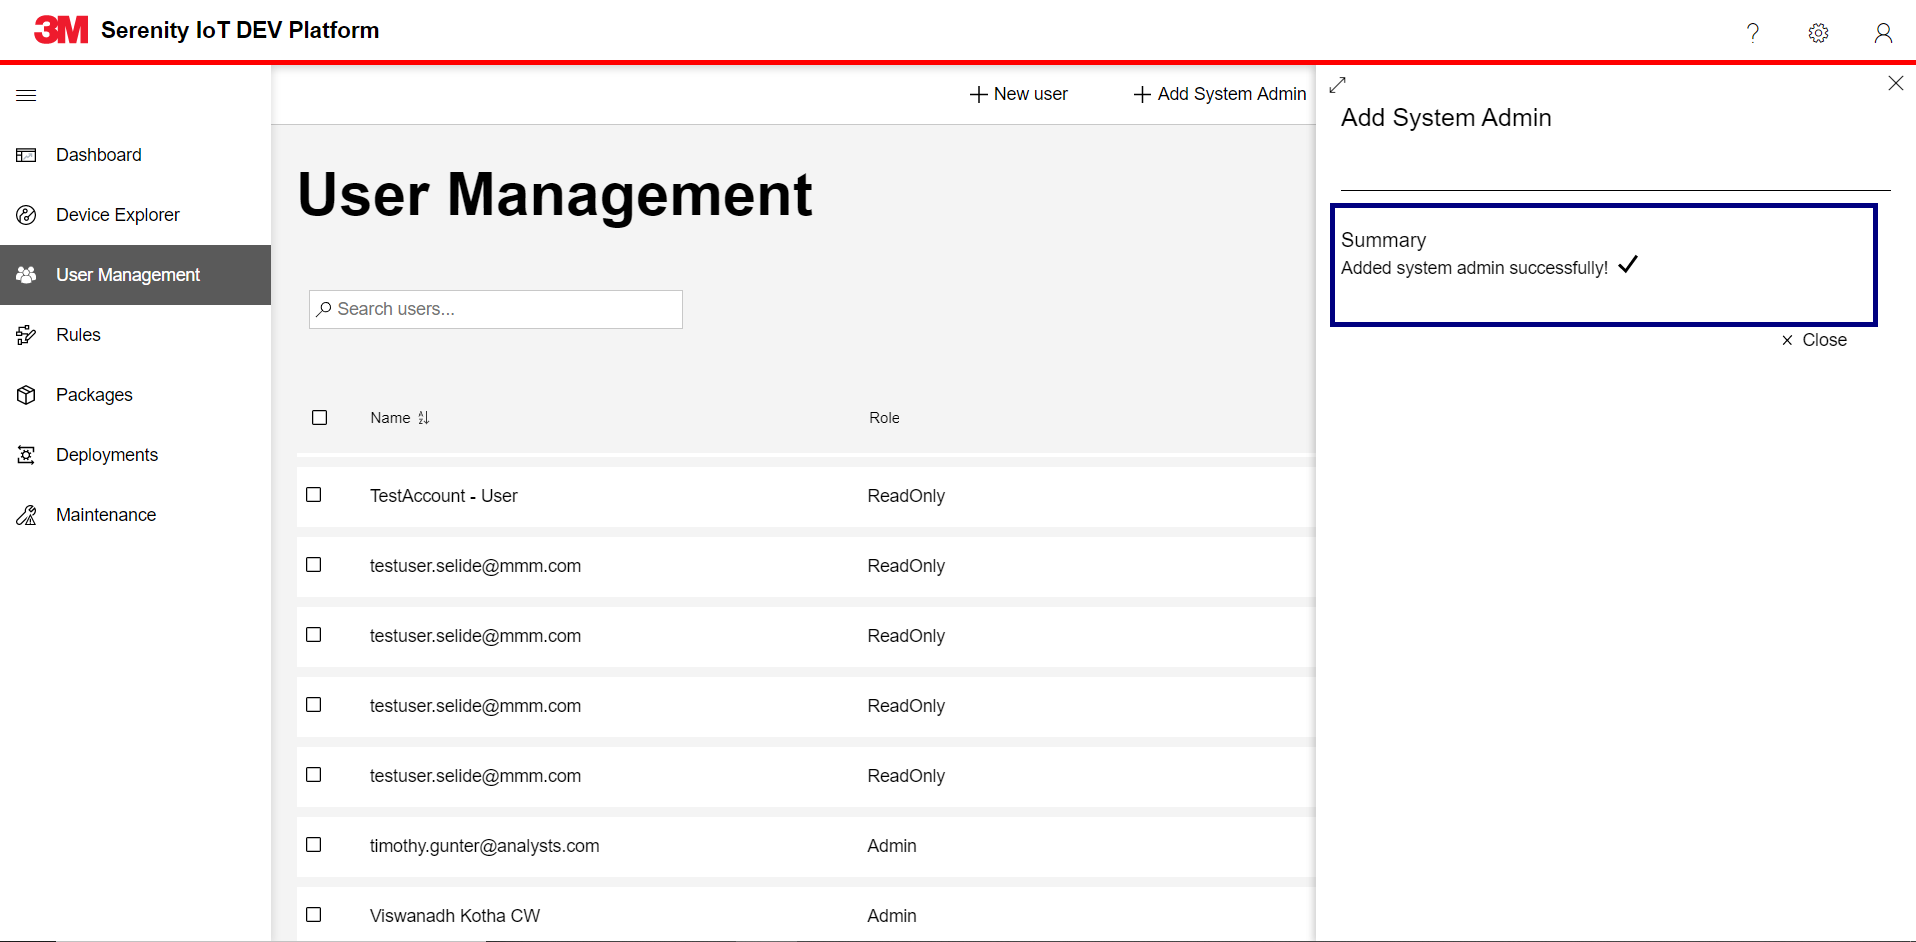 3M Serenity IoT DEV Platform
?
New user
Add System Admin
Dashboard
Device Explorer
User Management
Rules
Packages
Deployments
Maintenance
User Management
Search users...
Name
Role
TestAccount - User ReadOnly
testuser.selide@mmm.com ReadOnly
testuser.selide@mmm.com ReadOnly
testuser.selide@mmm.com ReadOnly
testuser.selide@mmm.com ReadOnly
timothy.gunter@analysts.com Admin
Viswanadh Kotha CW Admin
Add System Admin
Summary
Added system admin successfully!
Close